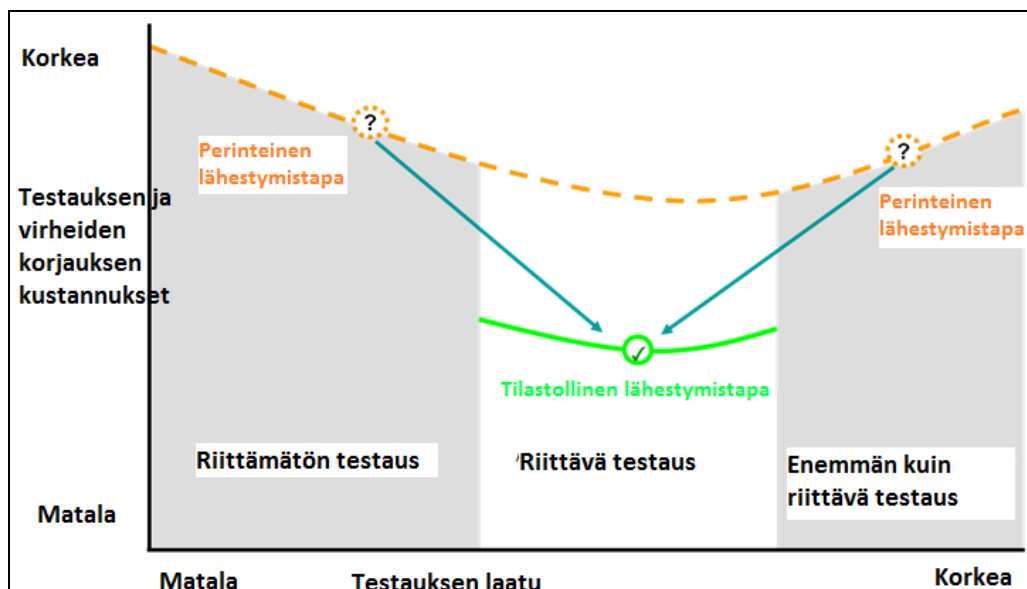 Korkea
?
?
Perinteinen
lähestymistapa
Perinteinen
lähestymistapa
Testauksen ja
virheiden
korjauksen
kustannukset
✓
Tilastollinen lähestymistapa
Riittämätön testaus
Riittävä testaus
Enemmän kuin
riittävä testaus
Matala
Matala
Testauksen laatu
Korkea